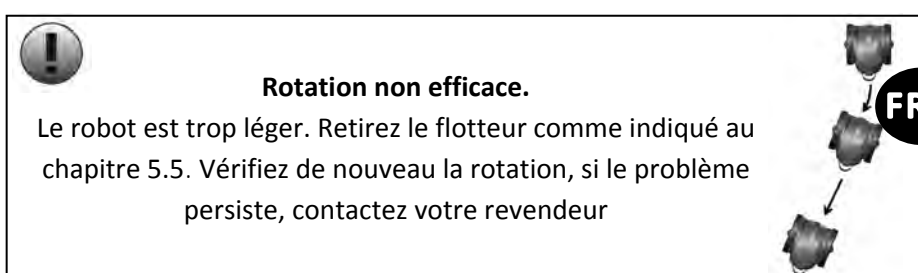 Rotation non efficace.
Le robot est trop léger. Retirez le flotteur comme indiqué au
chapitre 5.5. Vérifiez de nouveau la rotation, si le problème
persiste, contactez votre revendeur
FR